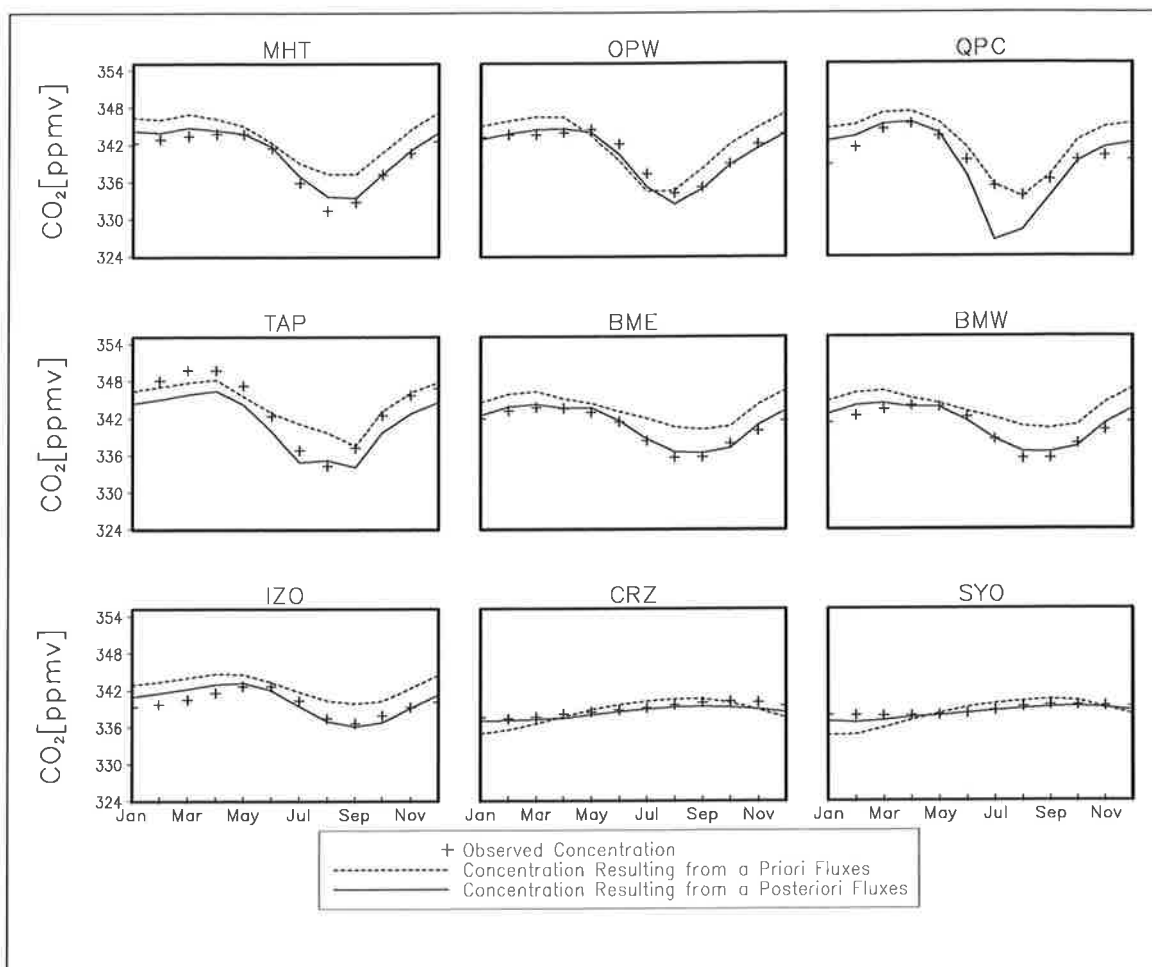 MHT OPW QPC
CO₂[ppmv]
354
348
342
336
330
324
TAP BME BMW
CO₂[ppmv]
354
348
342
336
330
324
IZO CRZ SYO
CO₂[ppmv]
354
348
342
336
330
324
Jan Mar May Jul Sep Nov Jan Mar May Jul Sep Nov Jan Mar May Jul Sep Nov
+ Observed Concentration
Concentration Resulting from a Priori Fluxes
Concentration Resulting from a Posteriori Fluxes